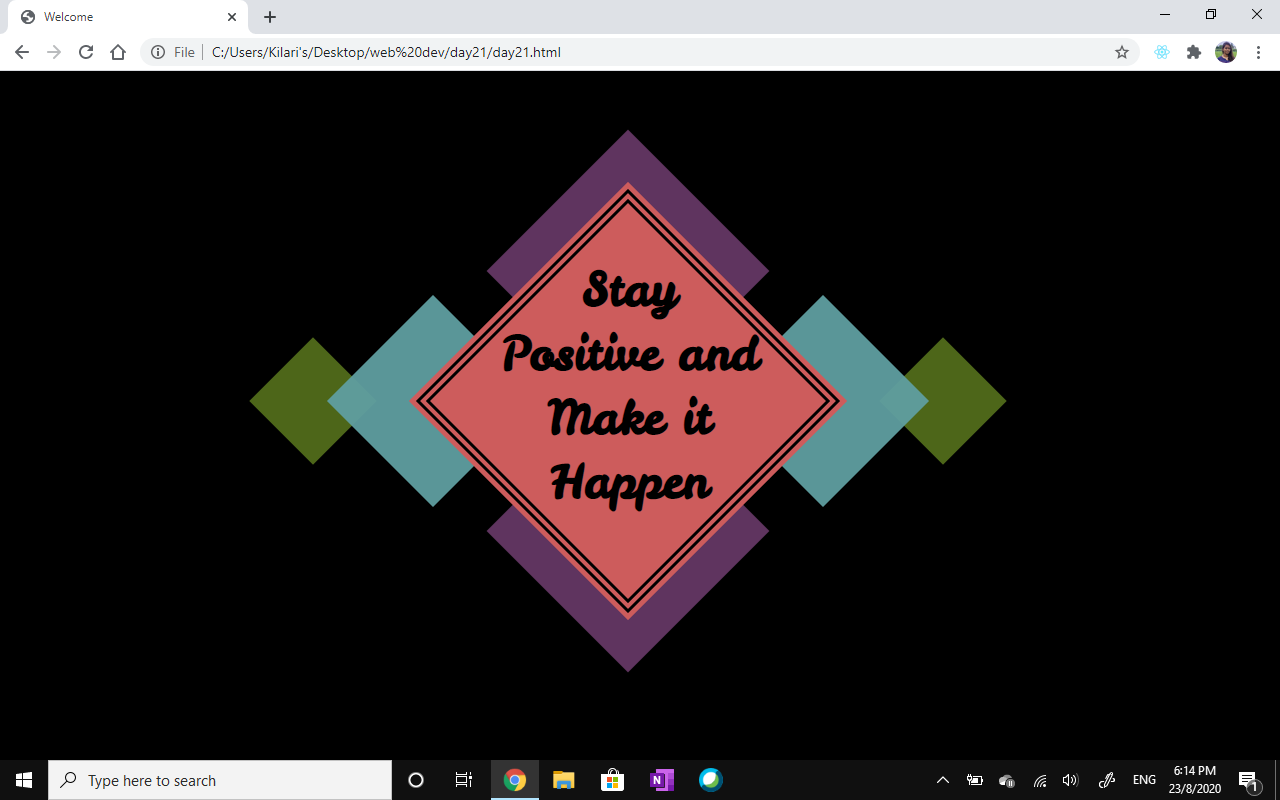 Welcome
File
C:/Users/Kilari's/Desktop/web%20dev/day21/day21.html
Stay
Positive and
Make it
Happen
Type here to search
N
ENG
6:14 PM
23/8/2020
1